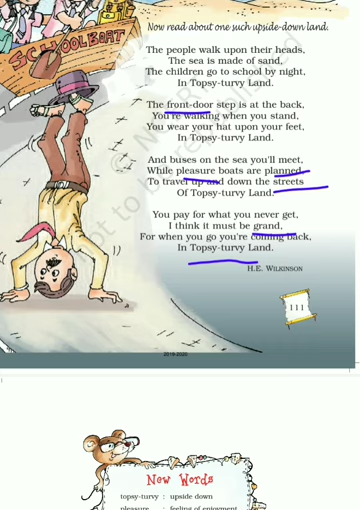 SCHOOL BOAT
Now read about one such upside-down land.
The people walk upon their heads,
The sea is made of sand,
The children go to school by night,
In Topsy-turvy Land.
The front-door step is at the back,
You're walking when you stand,
You wear your hat upon your feet,
In Topsy-turvy Land.
And buses on the sea you'll meet,
While pleasure boats are planned
To travel up and down the streets
Of Topsy-turvy Land.
You pay for what you never get,
I think it must be grand,
For when you go you're coming back,
In Topsy-turvy Land.
H.E. WILKINSON
111
2019-2020
New Words
topsy-turvy : upside down
pleasure : feeling of enjoyment